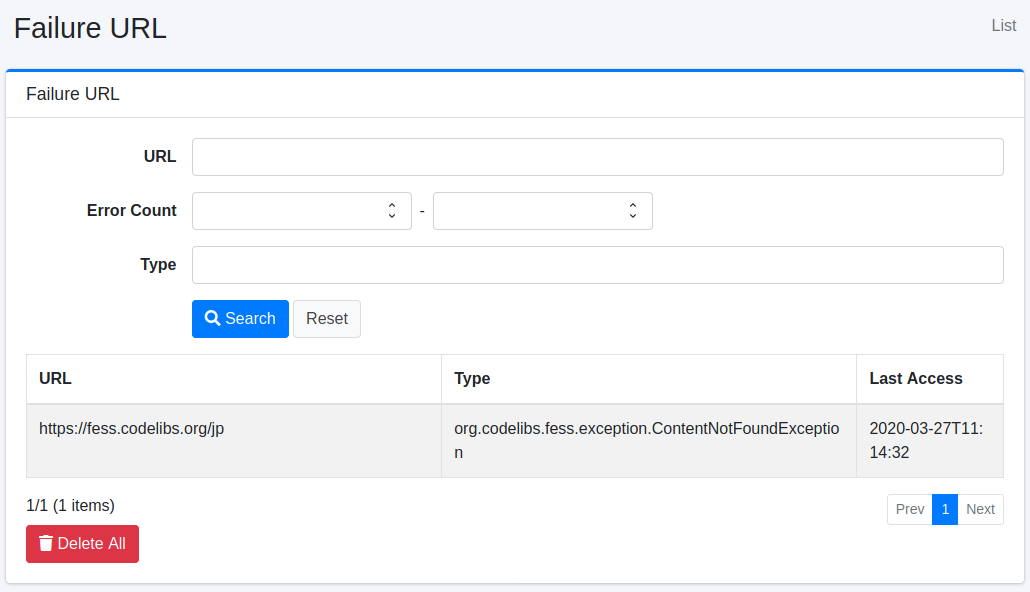 Failure URL
List
Failure URL
URL
Error Count
-
Type
Search
Reset
URL Type Last Access
https://fess.codelibs.org/jp org.codelibs.fess.exception.ContentNotFoundExceptio 2020-03-27T11:
n 14:32
1/1 (1 items)
Prev 1 Next
Delete All